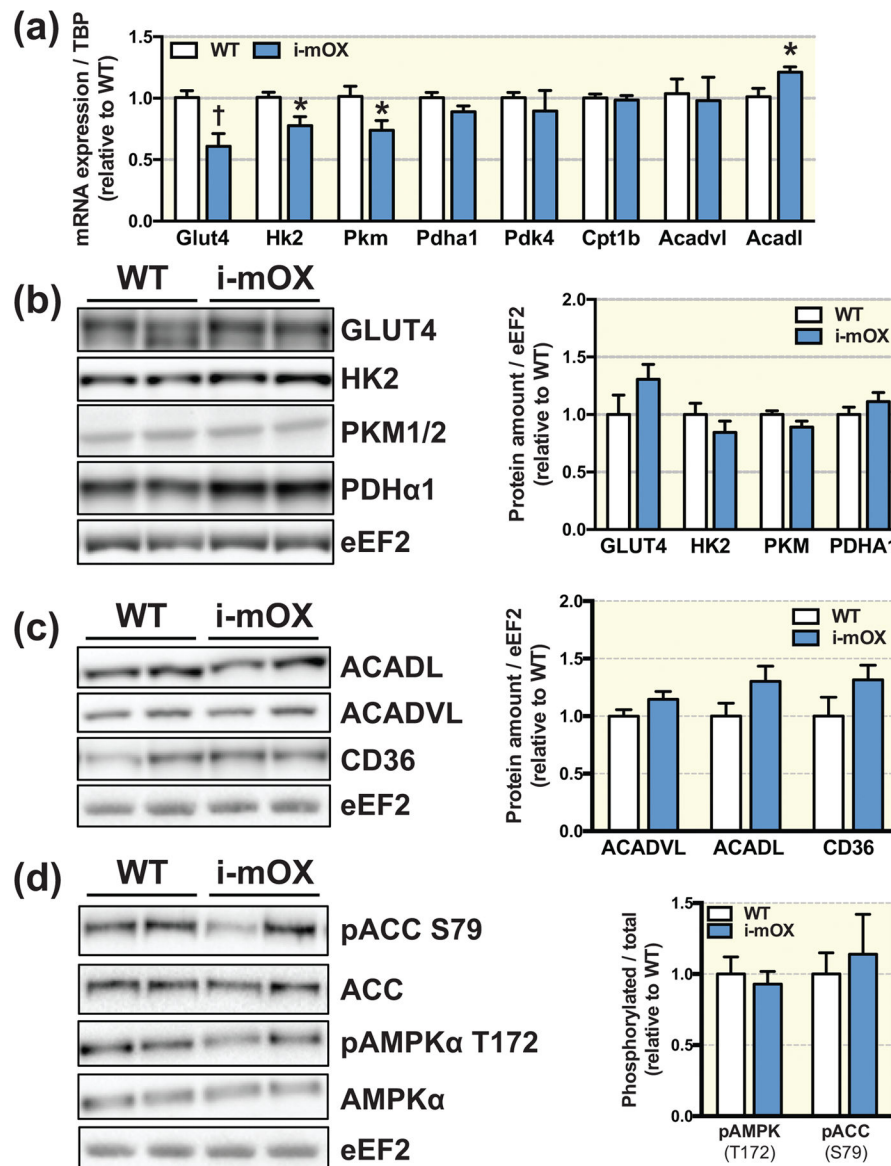 (a)
mRNA expression / TBP
(relative to WT)
1.5
1.0
0.5
0.0
WT i-mOX
† * * *
Glut4 Hk2 Pkm Pdha1 Pdk4 Cpt1b Acadvl Acadl
(b)
WT i-mOX
GLUT4
HK2
PKM1/2
PDHα1
eEF2
Protein amount / eEF2
(relative to WT)
2.0
1.5
1.0
0.5
0.0
WT
i-mOX
GLUT4 HK2 PKM PDHA1
(c)
WT i-mOX
ACADL
ACADVL
CD36
eEF2
Protein amount / eEF2
(relative to WT)
2.0
1.5
1.0
0.5
0.0
WT
i-mOX
ACADVL ACADL CD36
(d)
WT i-mOX
pACC S79
ACC
pAMPKα T172
AMPKα
eEF2
Phosphorylated / total
(relative to WT)
1.5
1.0
0.5
0.0
WT
i-mOX
pAMPK pACC
(T172) (S79)